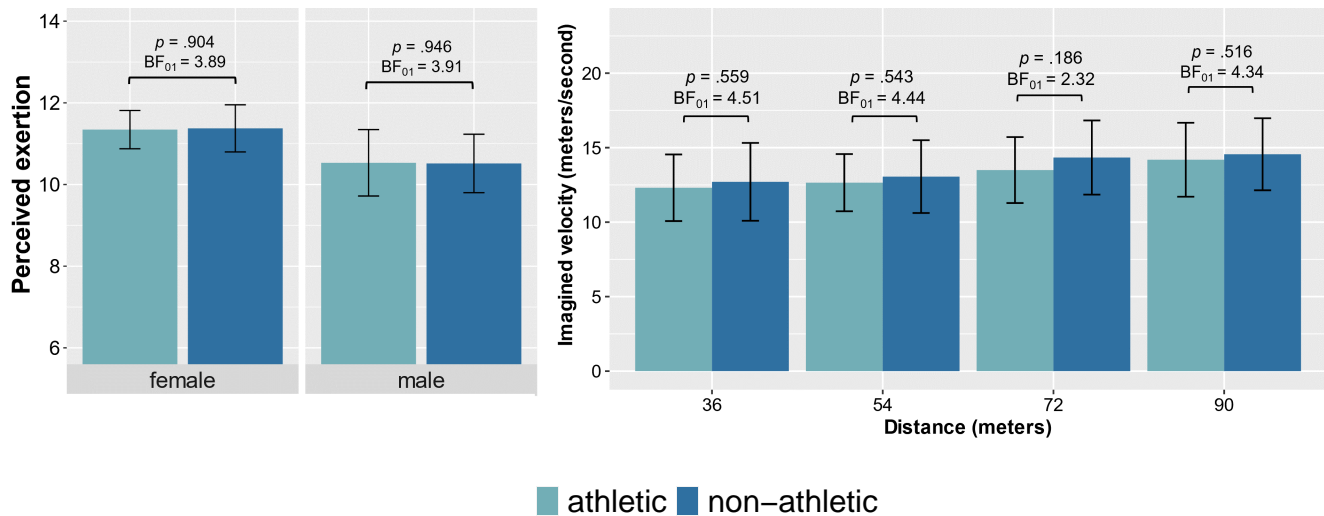 Perceived exertion
14
12
10
8
6
p = .904
BF01 = 3.89
p = .946
BF01 = 3.91
female
male
Imagined velocity (meters/second)
20
15
10
5
0
p = .559
BF01 = 4.51
p = .543
BF01 = 4.44
p = .186
BF01 = 2.32
p = .516
BF01 = 4.34
36
54
72
90
Distance (meters)
athletic
non−athletic